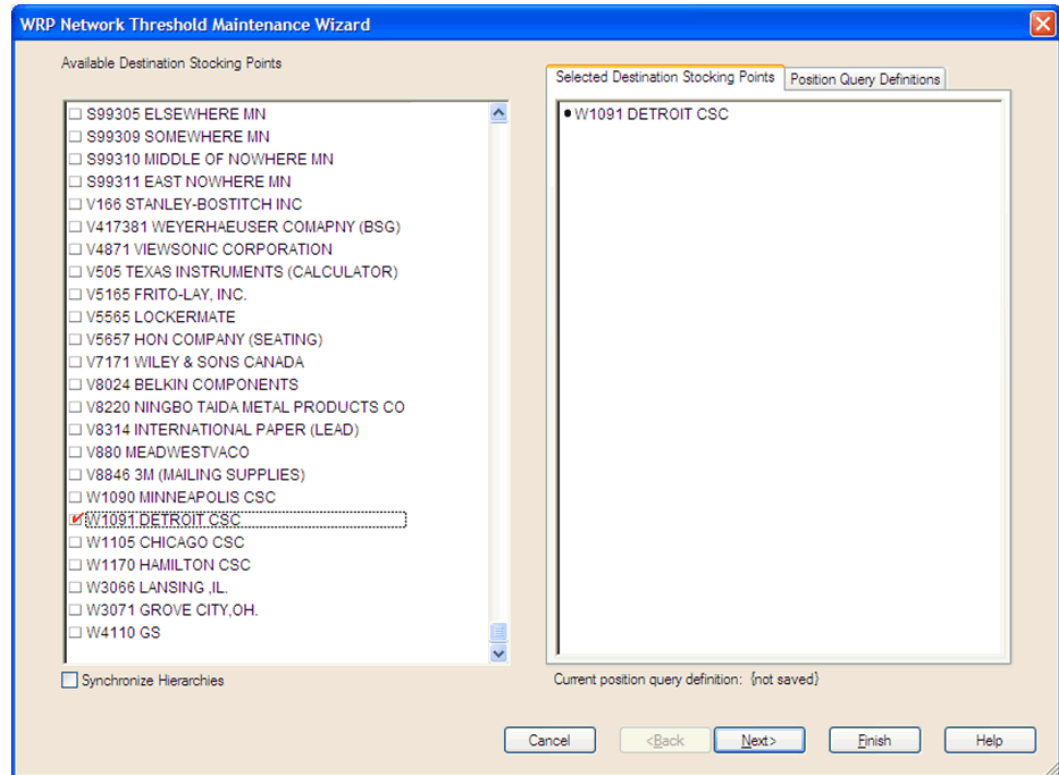 WRP Network Threshold Maintenance Wizard
Available Destination Stocking Points
S99305 ELSEWHERE MN
S99309 SOMEWHERE MN
S99310 MIDDLE OF NOWHERE MN
S99311 EAST NOWHERE MN
V166 STANLEY-BOSTITCH INC
V417381 WEYERHAEUSER COMAPNY (BSG)
V4871 VIEWSONIC CORPORATION
V505 TEXAS INSTRUMENTS (CALCULATOR)
V5165 FRITO-LAY, INC.
V5565 LOCKERMATE
V5657 HON COMPANY (SEATING)
V7171 WILEY & SONS CANADA
V8024 BELKIN COMPONENTS
V8220 NINGBO TAIDA METAL PRODUCTS CO
V8314 INTERNATIONAL PAPER (LEAD)
V880 MEADWESTVACO
V8846 3M (MAILING SUPPLIES)
W1090 MINNEAPOLIS CSC
W1091 DETROIT CSC
W1105 CHICAGO CSC
W1170 HAMILTON CSC
W3066 LANSING ,IL.
W3071 GROVE CITY,OH.
W4110 GS
Synchronize Hierarchies
Selected Destination Stocking Points Position Query Definitions
W1091 DETROIT CSC
Current position query definition: {not saved}
Cancel <Back Next> Finish Help